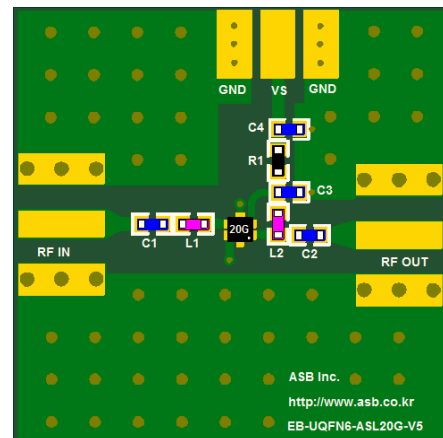 GND VS GND
C4
R1
C3
20G
RF IN C1 L1 L2 C2 RF OUT
ASB Inc.
http://www.asb.co.kr
EB-UQFN6-ASL20G-V5